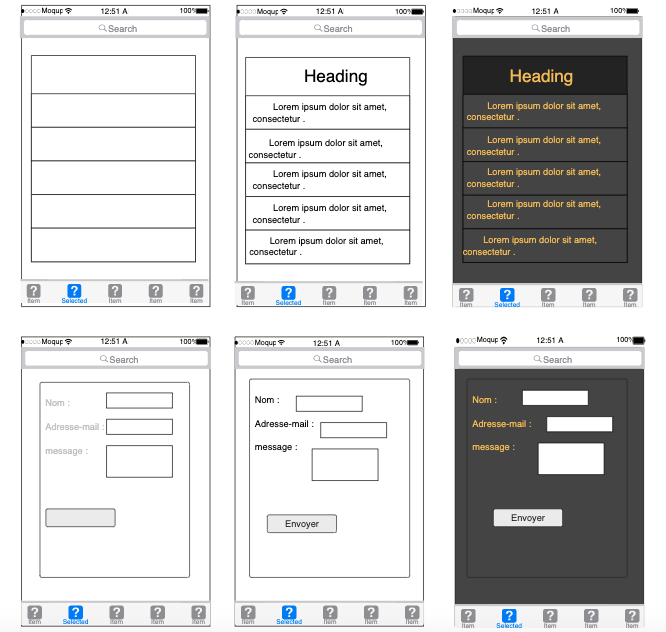 Moqup 12:51 A 100%
Search
Item Selected Item Item Item
Moqup 12:51 A 100%
Search
Heading
Lorem ipsum dolor sit amet,
consectetur .
Lorem ipsum dolor sit amet,
consectetur .
Lorem ipsum dolor sit amet,
consectetur .
Lorem ipsum dolor sit amet,
consectetur .
Lorem ipsum dolor sit amet,
consectetur .
Item Selected Item Item Item
Moqup 12:51 A 100%
Search
Heading
Lorem ipsum dolor sit amet,
consectetur .
Lorem ipsum dolor sit amet,
consectetur .
Lorem ipsum dolor sit amet,
consectetur .
Lorem ipsum dolor sit amet,
consectetur .
Lorem ipsum dolor sit amet,
consectetur .
Item Selected Item Item Item
Moqup 12:51 A 100%
Search
Nom :
Adresse-mail :
message :
Item Selected Item Item Item
Moqup 12:51 A 100%
Search
Nom :
Adresse-mail :
message :
Envoyer
Item Selected Item Item Item
Moqup 12:51 A 100%
Search
Nom :
Adresse-mail :
message :
Envoyer
Item Selected Item Item Item